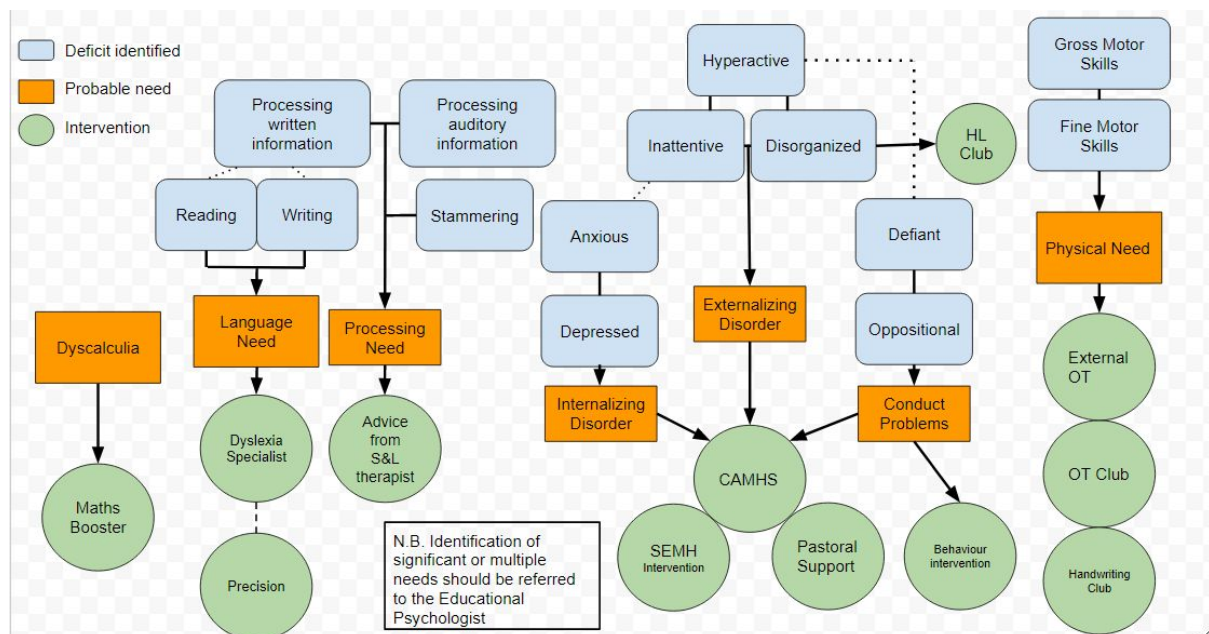 Deficit identified
Probable need
Intervention
Processing
written
information
Processing
auditory
information
Reading
Writing
Stammering
Dyscalculia
Language
Need
Processing
Need
Maths
Booster
Dyslexia
Specialist
Precision
Advice
from
S&L
therapist
N.B. Identification of
significant or multiple
needs should be referred
to the Educational
Psychologist
Hyperactive
Inattentive
Disorganized
HL
Club
Anxious
Depressed
Internalizing
Disorder
Externalizing
Disorder
Defiant
Oppositional
Conduct
Problems
CAMHS
SEMH
Intervention
Pastoral
Support
Behaviour
intervention
Gross Motor
Skills
Fine Motor
Skills
Physical Need
External
OT
OT Club
Handwriting
Club